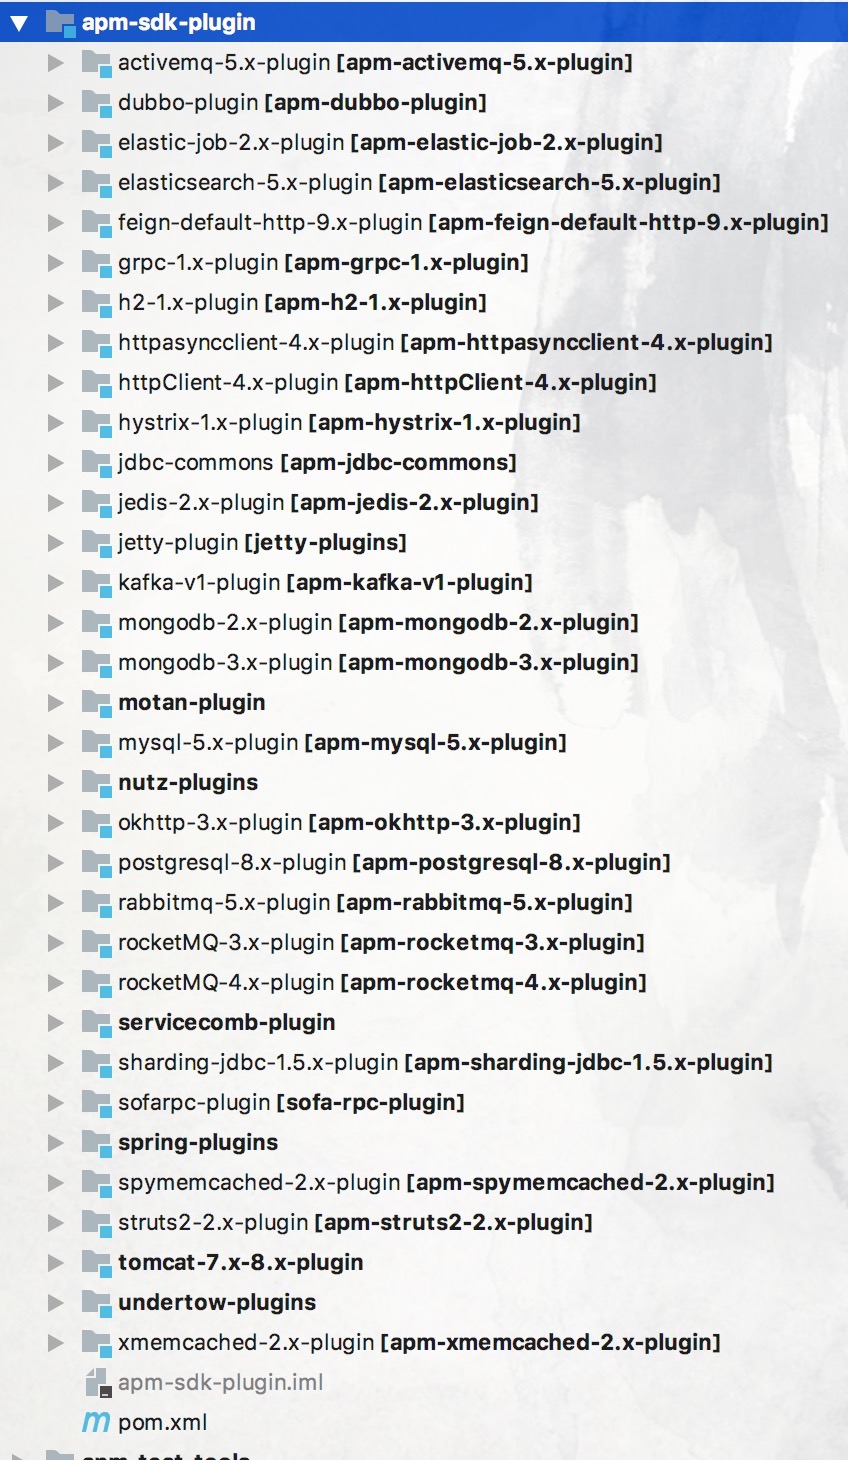 apm-sdk-plugin
activemq-5.x-plugin [apm-activemq-5.x-plugin]
dubbo-plugin [apm-dubbo-plugin]
elastic-job-2.x-plugin [apm-elastic-job-2.x-plugin]
elasticsearch-5.x-plugin [apm-elasticsearch-5.x-plugin]
feign-default-http-9.x-plugin [apm-feign-default-http-9.x-plugin]
grpc-1.x-plugin [apm-grpc-1.x-plugin]
h2-1.x-plugin [apm-h2-1.x-plugin]
httpasyncclient-4.x-plugin [apm-httpasyncclient-4.x-plugin]
httpClient-4.x-plugin [apm-httpClient-4.x-plugin]
hystrix-1.x-plugin [apm-hystrix-1.x-plugin]
jdbc-commons [apm-jdbc-commons]
jedis-2.x-plugin [apm-jedis-2.x-plugin]
jetty-plugin [jetty-plugins]
kafka-v1-plugin [apm-kafka-v1-plugin]
mongodb-2.x-plugin [apm-mongodb-2.x-plugin]
mongodb-3.x-plugin [apm-mongodb-3.x-plugin]
motan-plugin
mysql-5.x-plugin [apm-mysql-5.x-plugin]
nutz-plugins
okhttp-3.x-plugin [apm-okhttp-3.x-plugin]
postgresql-8.x-plugin [apm-postgresql-8.x-plugin]
rabbitmq-5.x-plugin [apm-rabbitmq-5.x-plugin]
rocketMQ-3.x-plugin [apm-rocketmq-3.x-plugin]
rocketMQ-4.x-plugin [apm-rocketmq-4.x-plugin]
servicecomb-plugin
sharding-jdbc-1.5.x-plugin [apm-sharding-jdbc-1.5.x-plugin]
sofarpc-plugin [sofa-rpc-plugin]
spring-plugins
spymemcached-2.x-plugin [apm-spymemcached-2.x-plugin]
struts2-2.x-plugin [apm-struts2-2.x-plugin]
tomcat-7.x-8.x-plugin
undertow-plugins
xmemcached-2.x-plugin [apm-xmemcached-2.x-plugin]
apm-sdk-plugin.iml
pom.xml